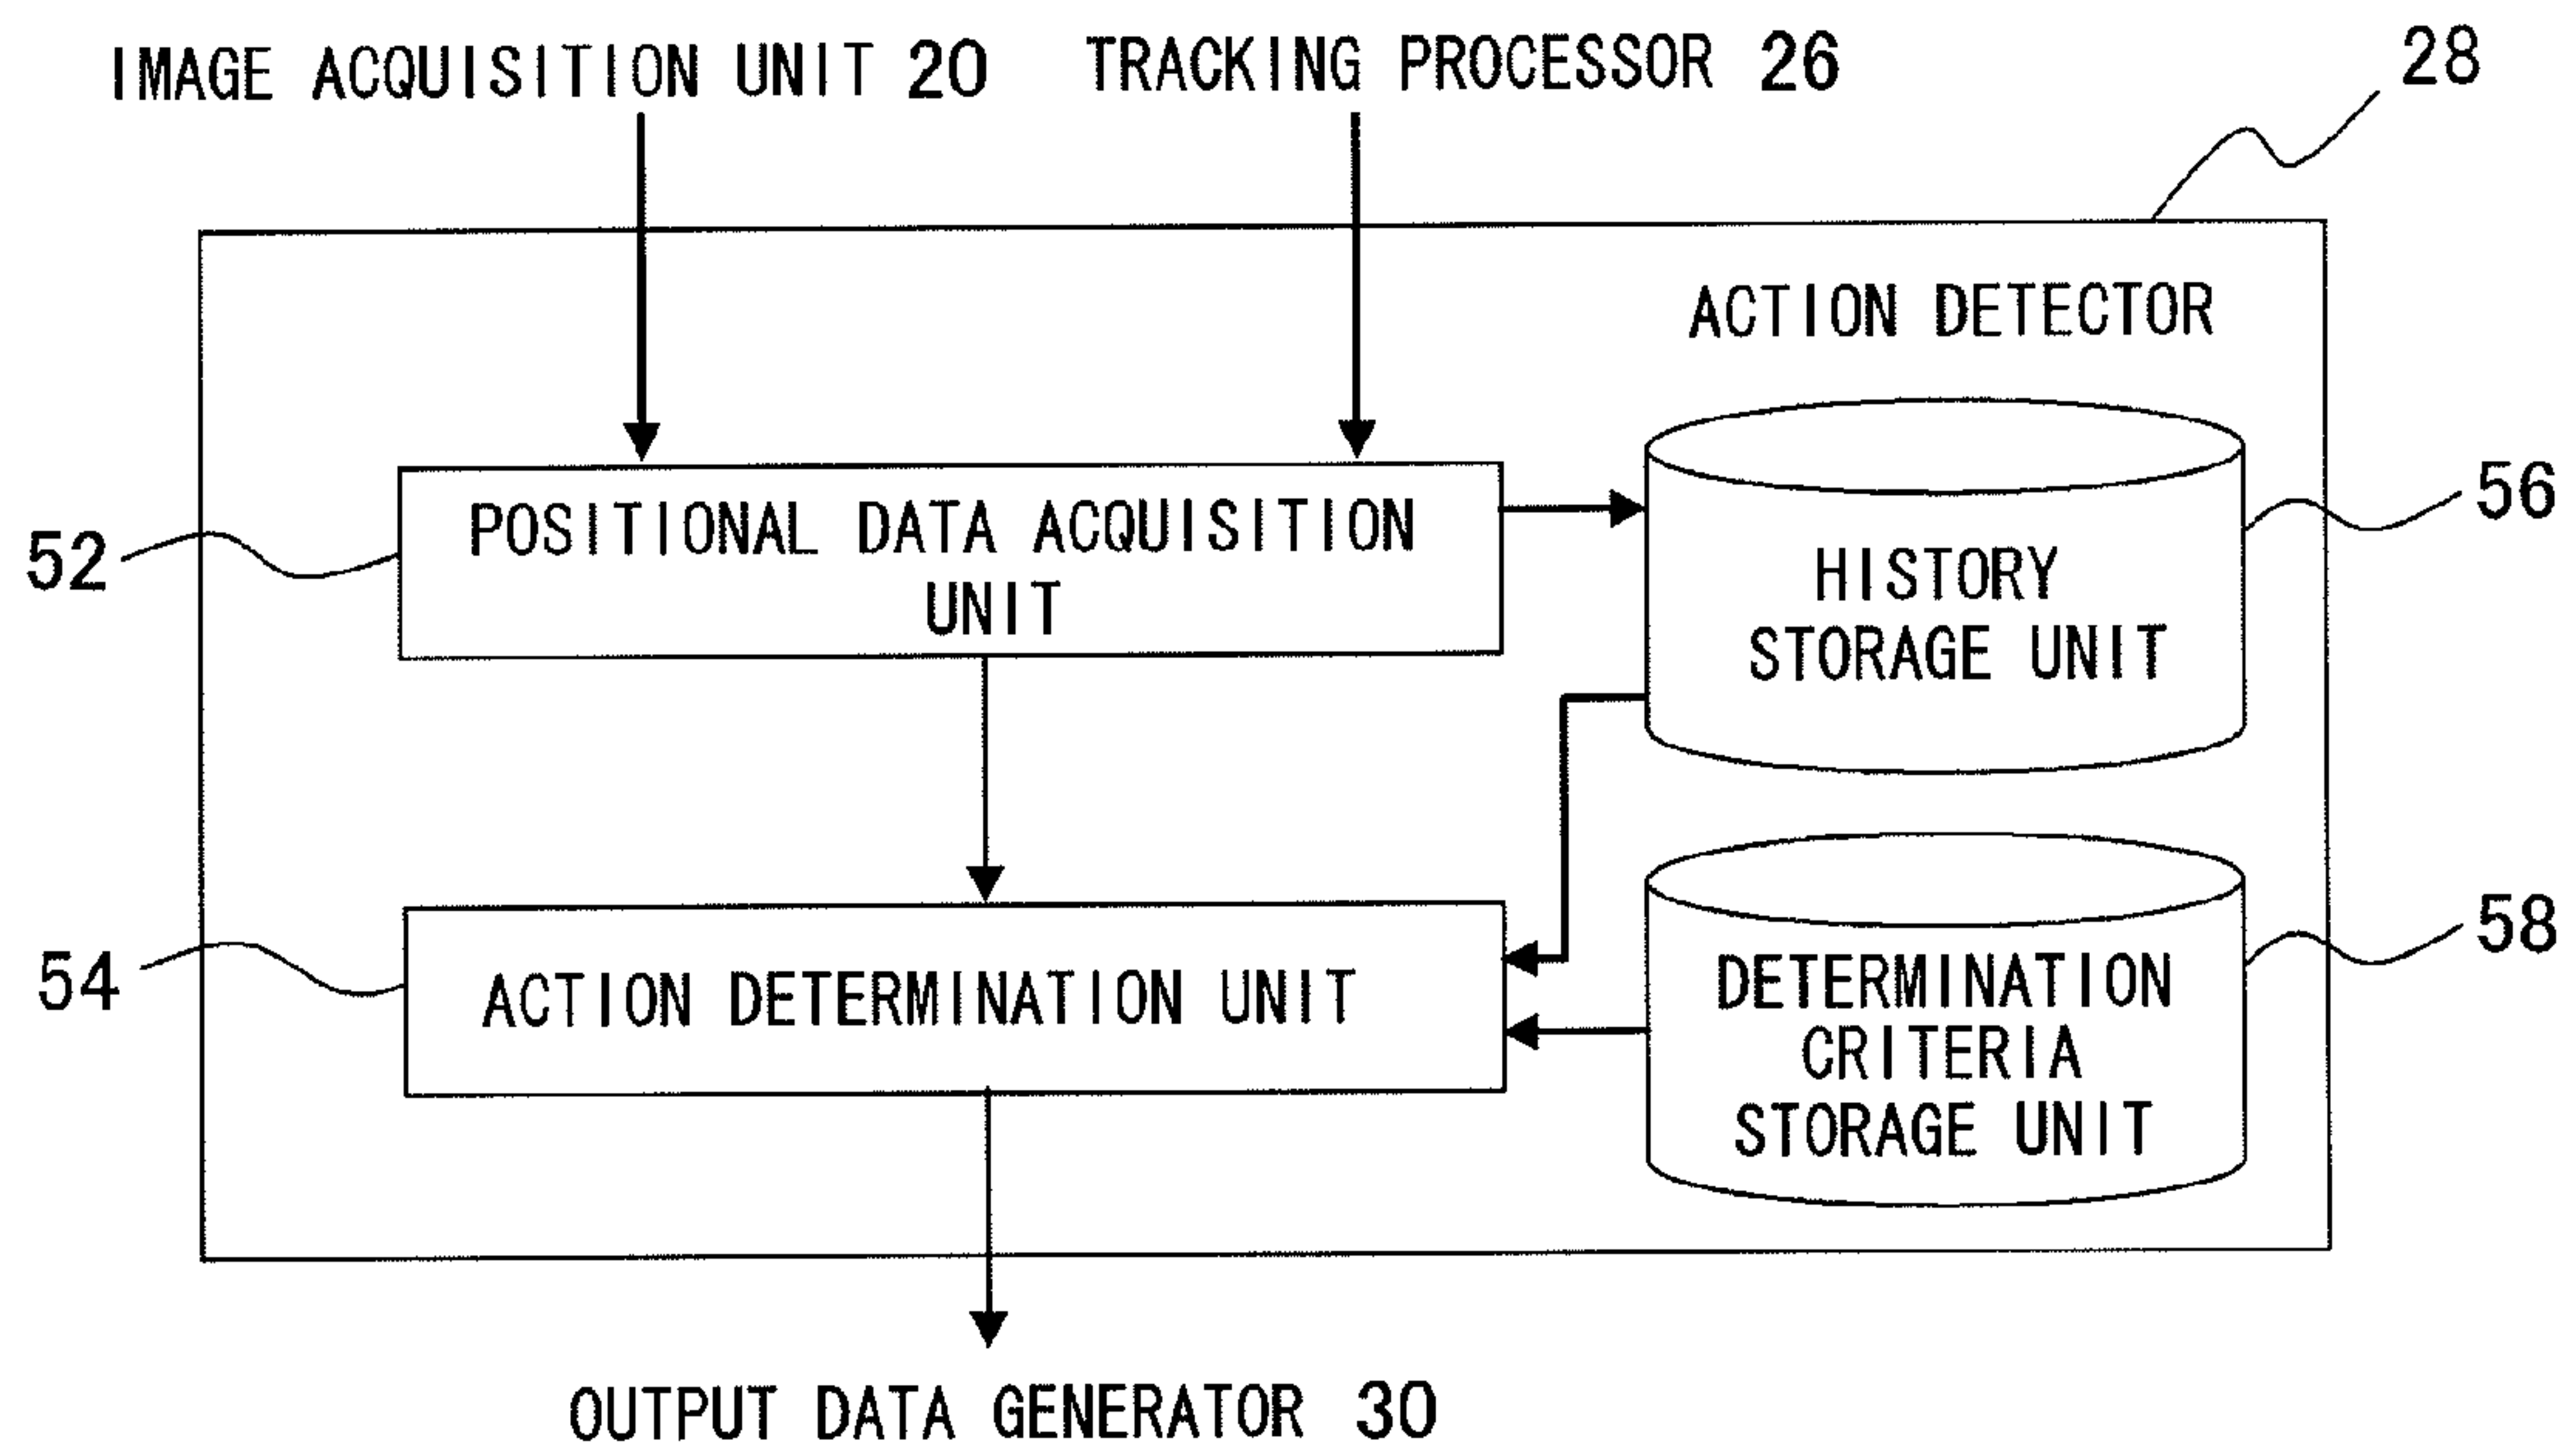 IMAGE ACQUISITION UNIT 20
TRACKING PROCESSOR 26
28
ACTION DETECTOR
52
POSITIONAL DATA ACQUISITION
UNIT
56
HISTORY
STORAGE UNIT
54
ACTION DETERMINATION UNIT
58
DETERMINATION
CRITERIA
STORAGE UNIT
OUTPUT DATA GENERATOR 30